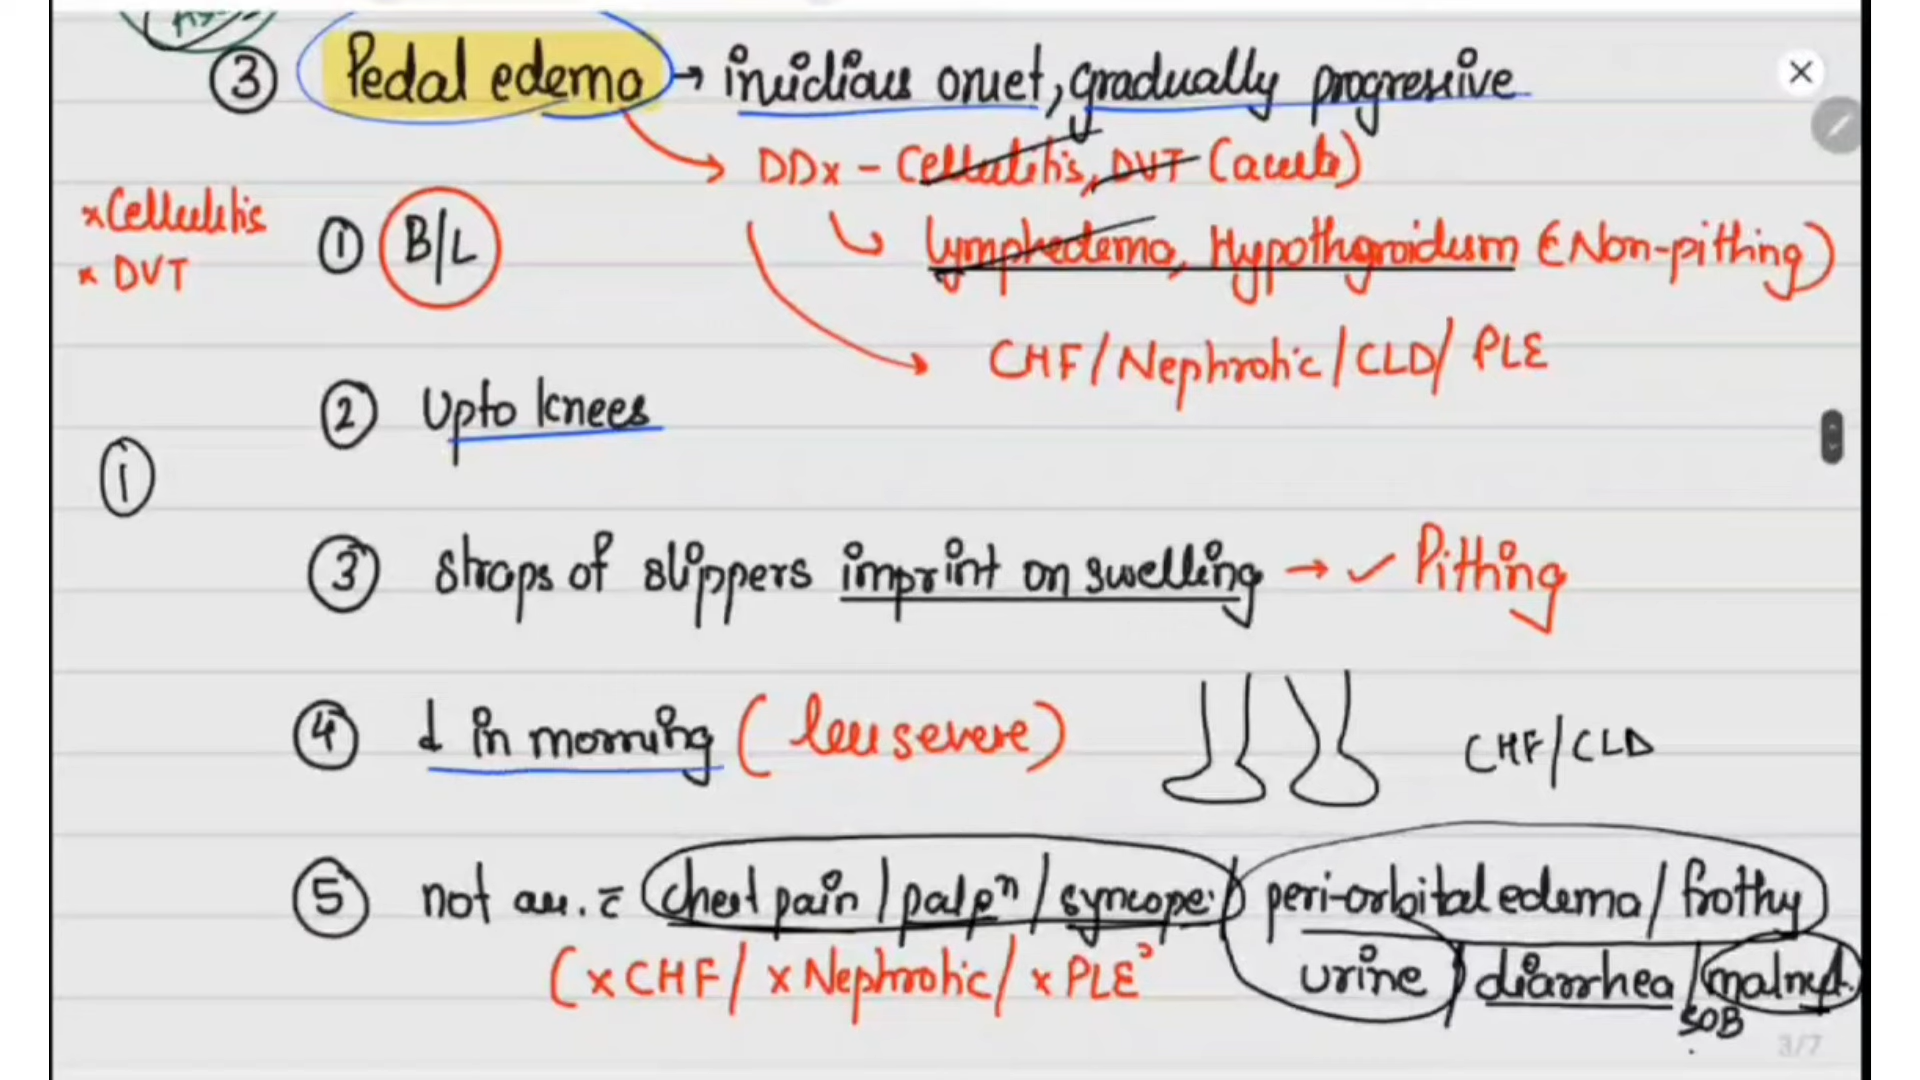 ③ Pedal edema → insidious onset, gradually progressive
DDx - Cellulitis, DVT (acute)
x Cellulitis
x DVT
① B/L
Lymphedema, Hypothyroidism (Non-pitting)
CHF/Nephrotic/CLD/PLE
② Upto knees
①
③ straps of slippers imprint on swelling → ✓ Pitting
④ ↓ in morning (less severe)
CHF/CLD
⑤ not ass. c̅ chest pain/palpⁿ/syncope/peri-orbital edema/frothy
urine/diarrhea/malnut.
(x CHF/ x Nephrotic/ x PLE)
SOB
3/7